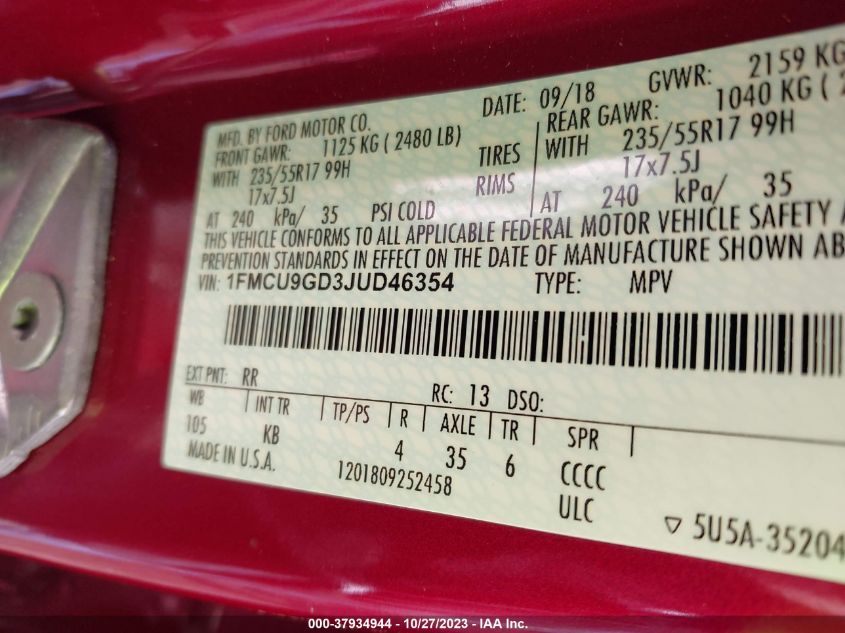 MFD. BY FORD MOTOR CO.
DATE: 09/18
GVWR: 2159 KG
FRONT GAWR: 1125 KG ( 2480 LB)
REAR GAWR: 1040 KG (
WITH 235/55R17 99H
TIRES
WITH 235/55R17 99H
17x7.5J
RIMS
17x7.5J
AT 240 kPa/ 35 PSI COLD
AT 240 kPa/ 35
THIS VEHICLE CONFORMS TO ALL APPLICABLE FEDERAL MOTOR VEHICLE SAFETY
PREVENTION STANDARDS IN EFFECT ON THE DATE OF MANUFACTURE SHOWN AB
VIN: 1FMCU9GD3JUD46354
TYPE: MPV
EXT PNT: RR
RC: 13 DSO:
WB INT TR TP/PS R AXLE TR SPR
105 KB 4 35 6 CCCC
MADE IN U.S.A. 1201809252458
ULC
▽ 5U5A-35204
000-37934944 - 10/27/2023 - IAA Inc.